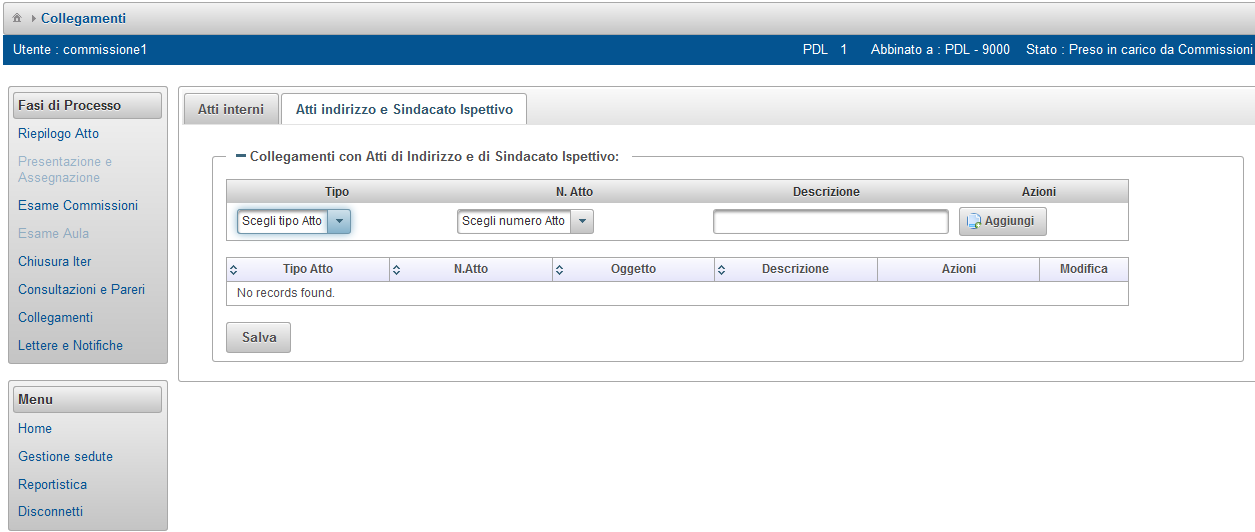 Collegamenti
Utente : commissione1
PDL 1 Abbinato a : PDL - 9000 Stato : Preso in carico da Commissioni
Fasi di Processo
Riepilogo Atto
Presentazione e
Assegnazione
Esame Commissioni
Esame Aula
Chiusura Iter
Consultazioni e Pareri
Collegamenti
Lettere e Notifiche
Menu
Home
Gestione sedute
Reportistica
Disconnetti
Atti interni
Atti indirizzo e Sindacato Ispettivo
Collegamenti con Atti di Indirizzo e di Sindacato Ispettivo:
Tipo N. Atto Descrizione Azioni
Scegli tipo Atto Scegli numero Atto Aggiungi
Tipo Atto N.Atto Oggetto Descrizione Azioni Modifica
No records found.
Salva